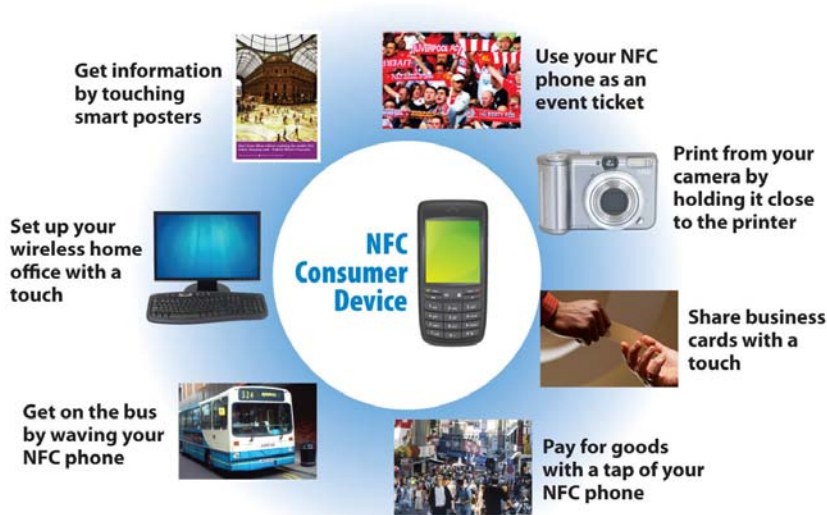 Get information
by touching
smart posters
Use your NFC
phone as an
event ticket
Print from your
camera by
holding it close
to the printer
Set up your
wireless home
office with a
touch
NFC
Consumer
Device
Share business
cards with a
touch
Get on the bus
by waving your
NFC phone
Pay for goods
with a tap of your
NFC phone
LIVERPOOL FC
324